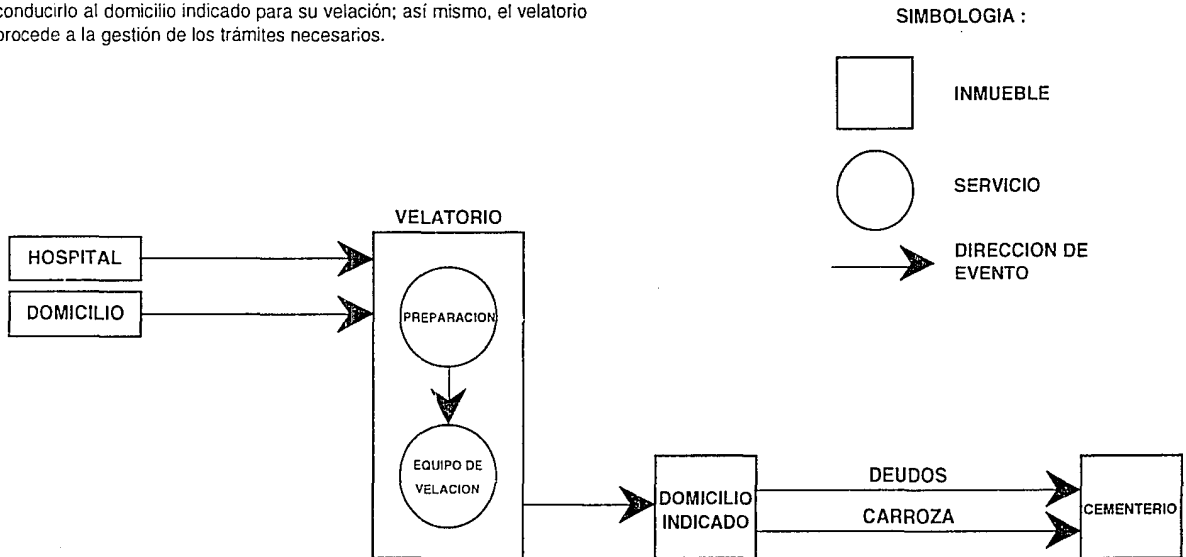 conducirlo al domicilio indicado para su velación; así mismo, el velatorio
procede a la gestión de los trámites necesarios.
SIMBOLOGIA :
INMUEBLE
SERVICIO
DIRECCION DE
EVENTO
VELATORIO
HOSPITAL
DOMICILIO
PREPARACION
EQUIPO DE
VELACION
DOMICILIO
INDICADO
DEUDOS
CARROZA
CEMENTERIO